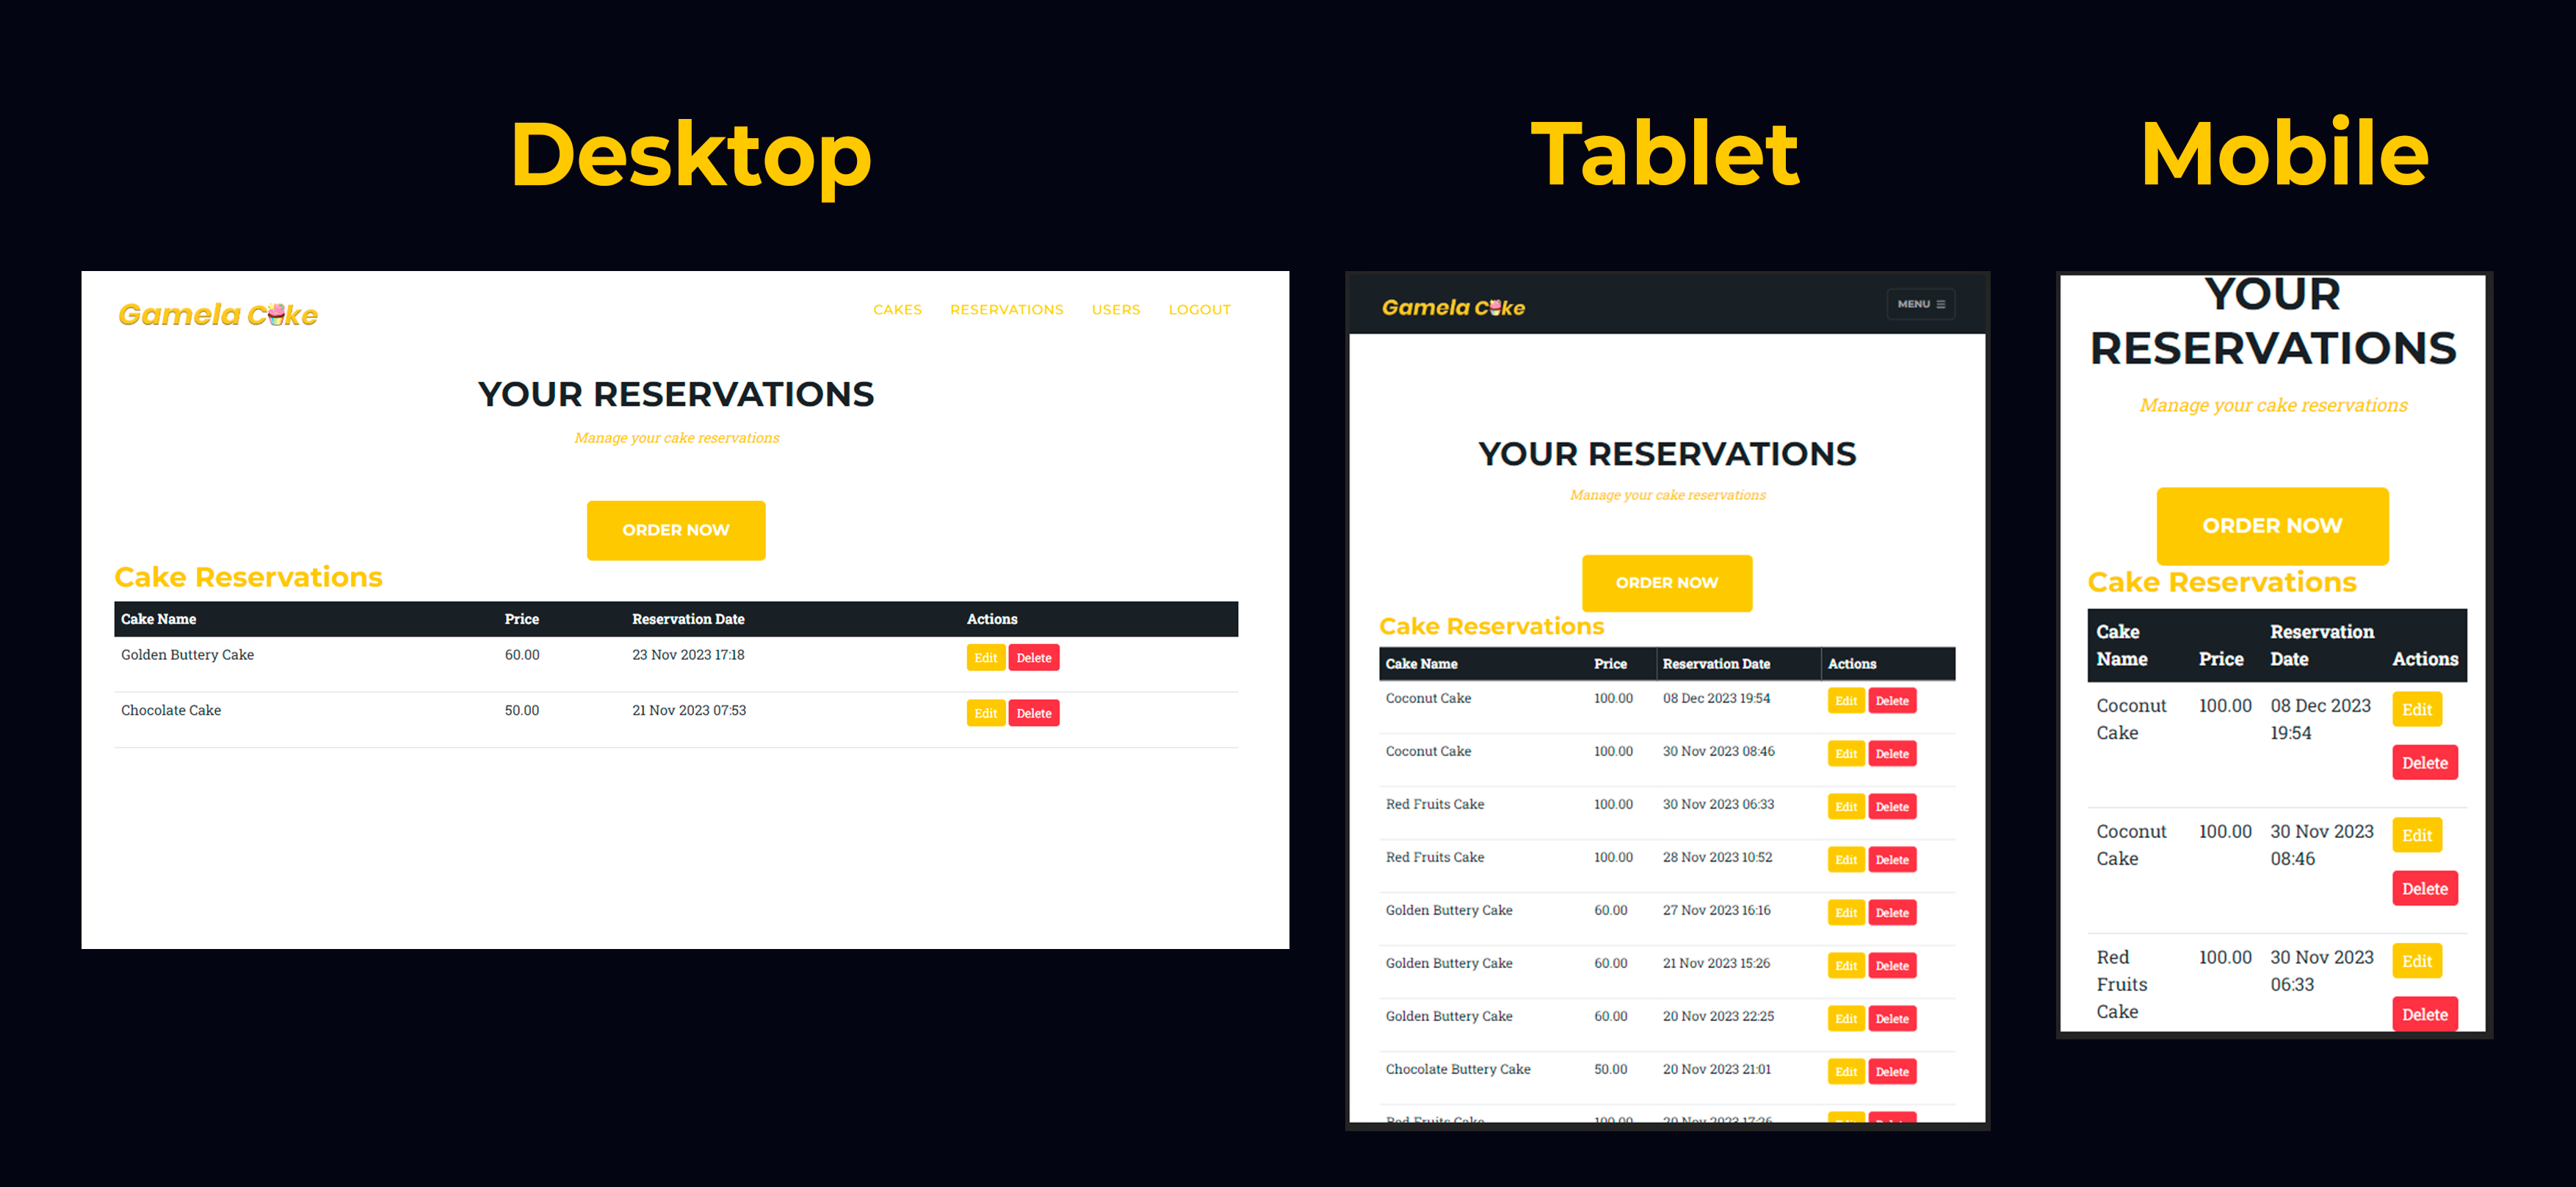 Desktop
Tablet
Mobile
Gamela Cake
CAKES RESERVATIONS USERS LOGOUT
YOUR RESERVATIONS
Manage your cake reservations
ORDER NOW
Cake Reservations
Cake Name Price Reservation Date Actions
Golden Buttery Cake 60.00 23 Nov 2023 17:18 Edit Delete
Chocolate Cake 50.00 21 Nov 2023 07:53 Edit Delete
Gamela Cake
MENU
YOUR RESERVATIONS
Manage your cake reservations
ORDER NOW
Cake Reservations
Cake Name Price Reservation Date Actions
Coconut Cake 100.00 08 Dec 2023 19:54 Edit Delete
Coconut Cake 100.00 30 Nov 2023 08:46 Edit Delete
Red Fruits Cake 100.00 30 Nov 2023 06:33 Edit Delete
Red Fruits Cake 100.00 28 Nov 2023 10:52 Edit Delete
Golden Buttery Cake 60.00 27 Nov 2023 16:16 Edit Delete
Golden Buttery Cake 60.00 21 Nov 2023 15:26 Edit Delete
Golden Buttery Cake 60.00 20 Nov 2023 22:25 Edit Delete
Chocolate Buttery Cake 50.00 20 Nov 2023 21:01 Edit Delete
Red Fruits Cake 100.00 20 Nov 2023 17:26
YOUR
RESERVATIONS
Manage your cake reservations
ORDER NOW
Cake Reservations
Cake Reservation
Name Price Date Actions
Coconut 100.00 08 Dec 2023 Edit
Cake 19:54
Delete
Coconut 100.00 30 Nov 2023 Edit
Cake 08:46
Delete
Red 100.00 30 Nov 2023 Edit
Fruits 06:33
Cake Delete